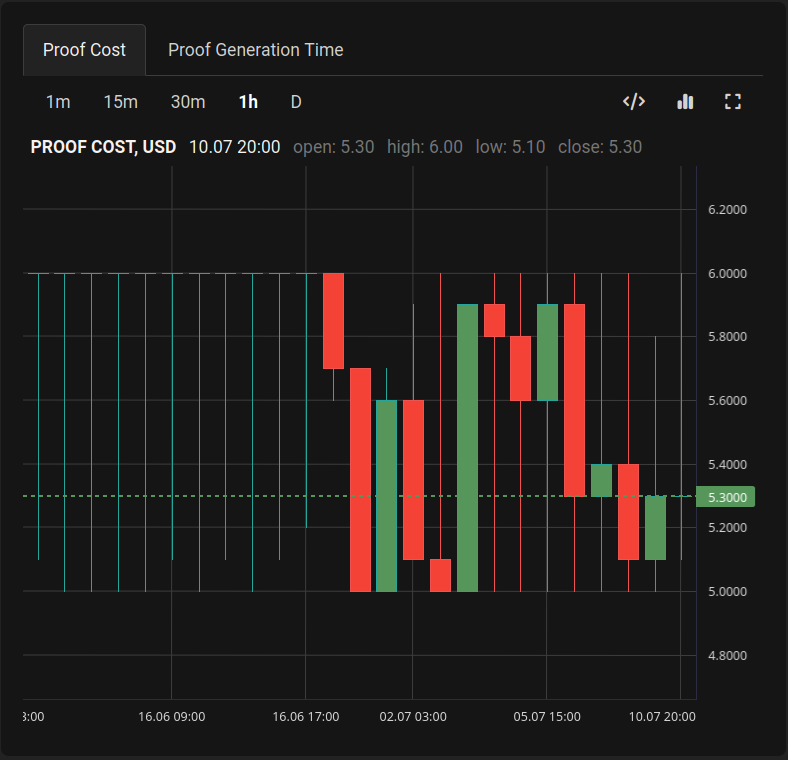 Proof Cost Proof Generation Time
1m 15m 30m 1h D </>
PROOF COST, USD 10.07 20:00 open: 5.30 high: 6.00 low: 5.10 close: 5.30
6.2000
6.0000
5.8000
5.6000
5.4000
5.3000
5.2000
5.0000
4.8000
:00 16.06 09:00 16.06 17:00 02.07 03:00 05.07 15:00 10.07 20:00